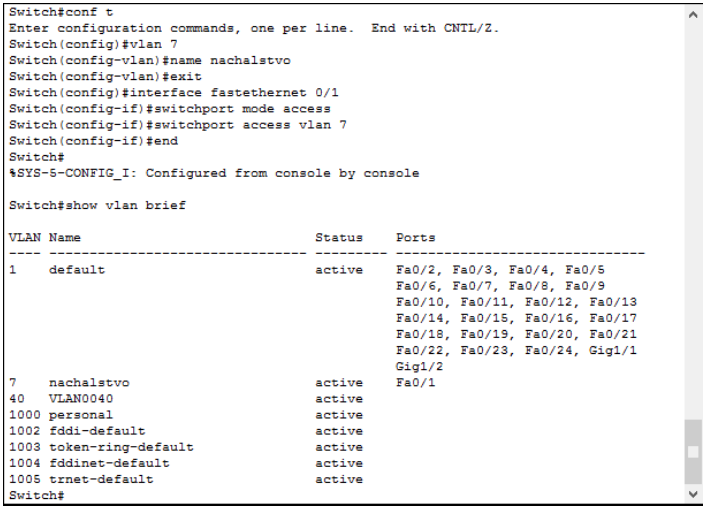 Switch#conf t
Enter configuration commands, one per line.  End with CNTL/Z.
Switch(config)#vlan 7
Switch(config-vlan)#name nachalstvo
Switch(config-vlan)#exit
Switch(config)#interface fastethernet 0/1
Switch(config-if)#switchport mode access
Switch(config-if)#switchport access vlan 7
Switch(config-if)#end
Switch#
%SYS-5-CONFIG_I: Configured from console by console
Switch#show vlan brief
VLAN Name                             Status    Ports
---- -------------------------------- --------- -------------------------------
1    default                          active    Fa0/2, Fa0/3, Fa0/4, Fa0/5
                                                Fa0/6, Fa0/7, Fa0/8, Fa0/9
                                                Fa0/10, Fa0/11, Fa0/12, Fa0/13
                                                Fa0/14, Fa0/15, Fa0/16, Fa0/17
                                                Fa0/18, Fa0/19, Fa0/20, Fa0/21
                                                Fa0/22, Fa0/23, Fa0/24, Gig1/1
                                                Gig1/2
7    nachalstvo                       active    Fa0/1
40   VLAN0040                         active
1000 personal                         active
1002 fddi-default                     active
1003 token-ring-default               active
1004 fddinet-default                  active
1005 trnet-default                    active
Switch#